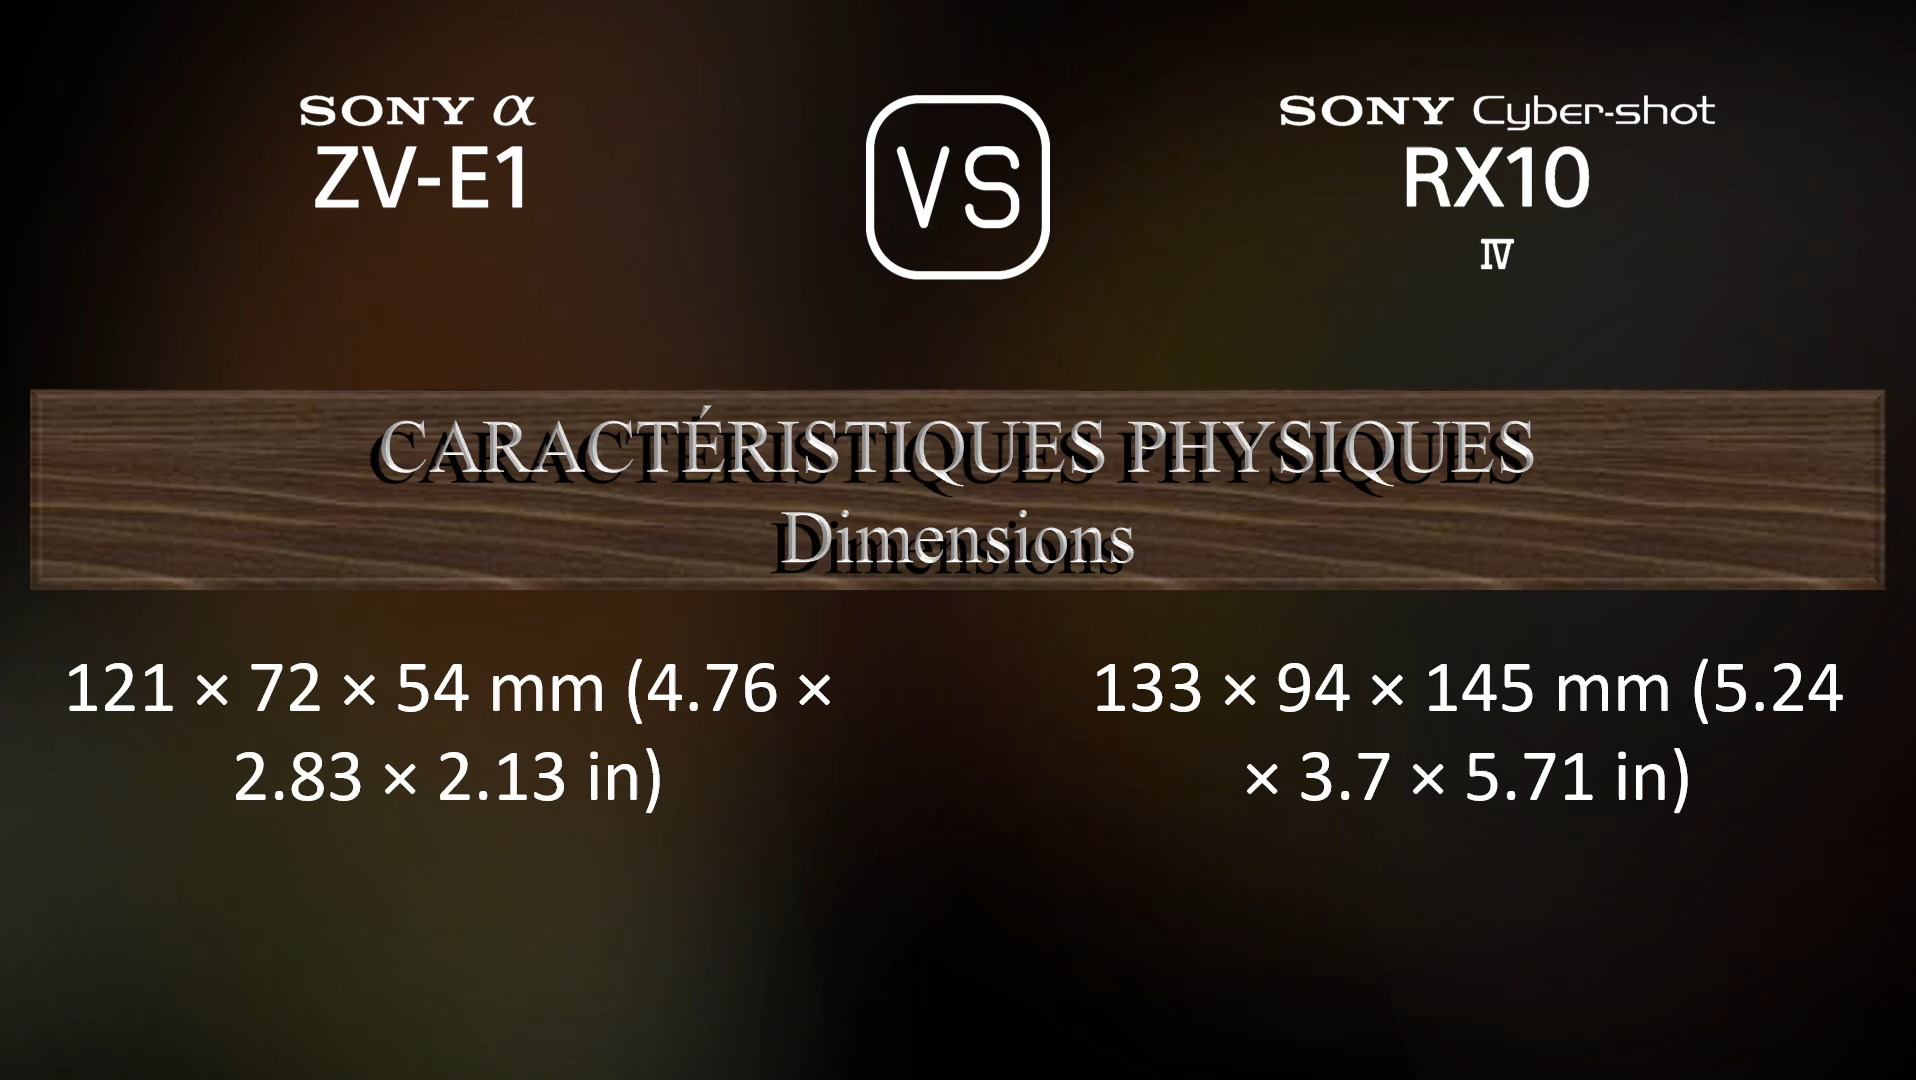 SONY α
ZV-E1
VS
SONY Cyber-shot
RX10
IV
CARACTÉRISTIQUES PHYSIQUES
Dimensions
121 × 72 × 54 mm (4.76 ×
2.83 × 2.13 in)
133 × 94 × 145 mm (5.24
× 3.7 × 5.71 in)